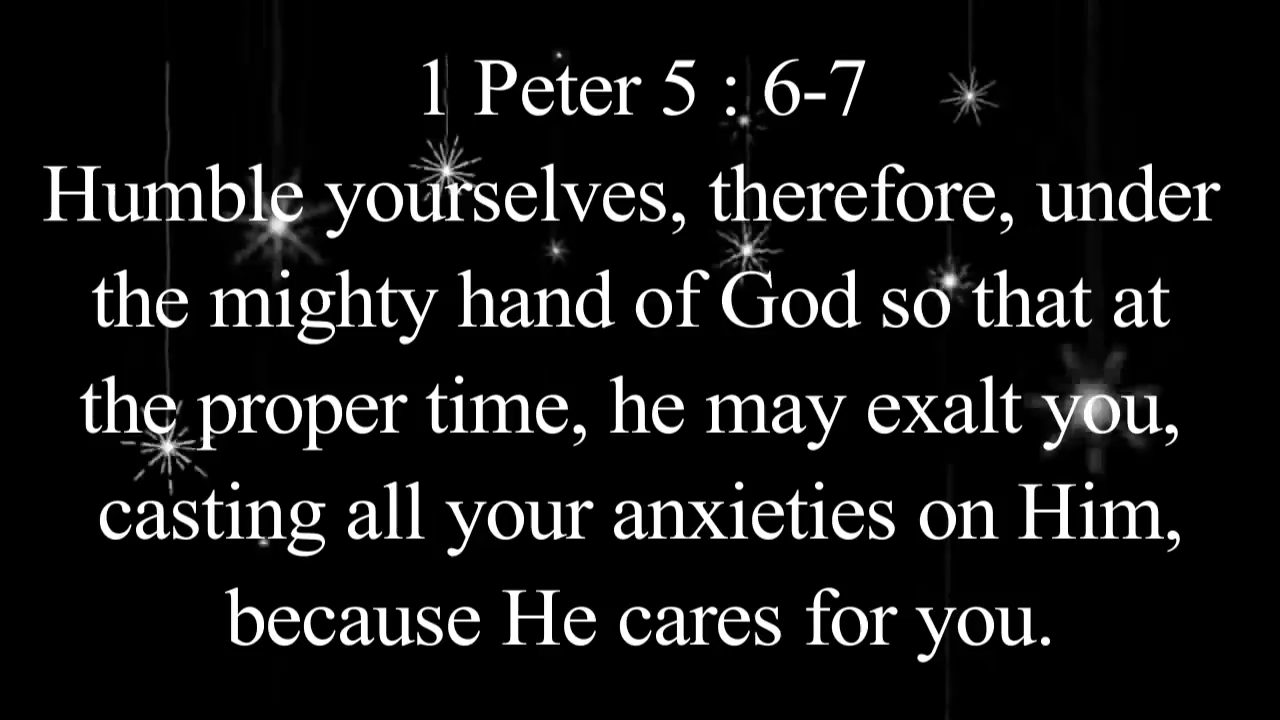 1 Peter 5 : 6-7
Humble yourselves, therefore, under
the mighty hand of God so that at
the proper time, he may exalt you,
casting all your anxieties on Him,
because He cares for you.